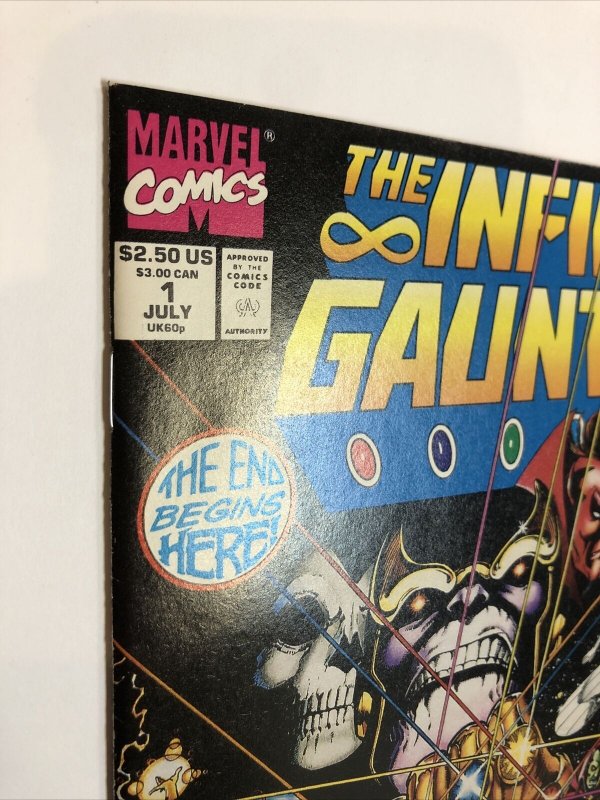 MARVEL®
COMICS
M
$2.50 US
$3.00 CAN
1
JULY
UK60p
APPROVED
BY THE
COMICS
CODE
AUTHORITY
THE INFI
GAUNT
THE END
BEGINS
HERE!